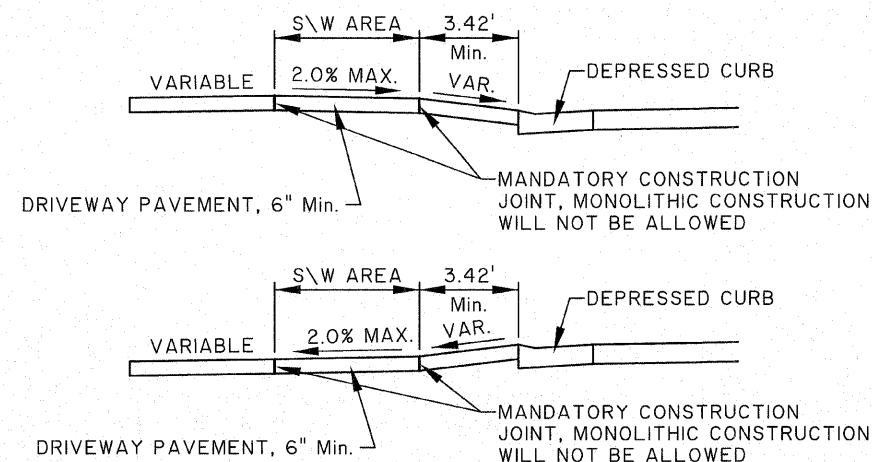 S\W AREA
3.42'
Min.
VARIABLE
2.0% MAX.
VAR.
DEPRESSED CURB
MANDATORY CONSTRUCTION
JOINT, MONOLITHIC CONSTRUCTION
WILL NOT BE ALLOWED
DRIVEWAY PAVEMENT, 6" Min.
S\W AREA
3.42'
Min.
VARIABLE
2.0% MAX.
VAR.
DEPRESSED CURB
MANDATORY CONSTRUCTION
JOINT, MONOLITHIC CONSTRUCTION
WILL NOT BE ALLOWED
DRIVEWAY PAVEMENT, 6" Min.